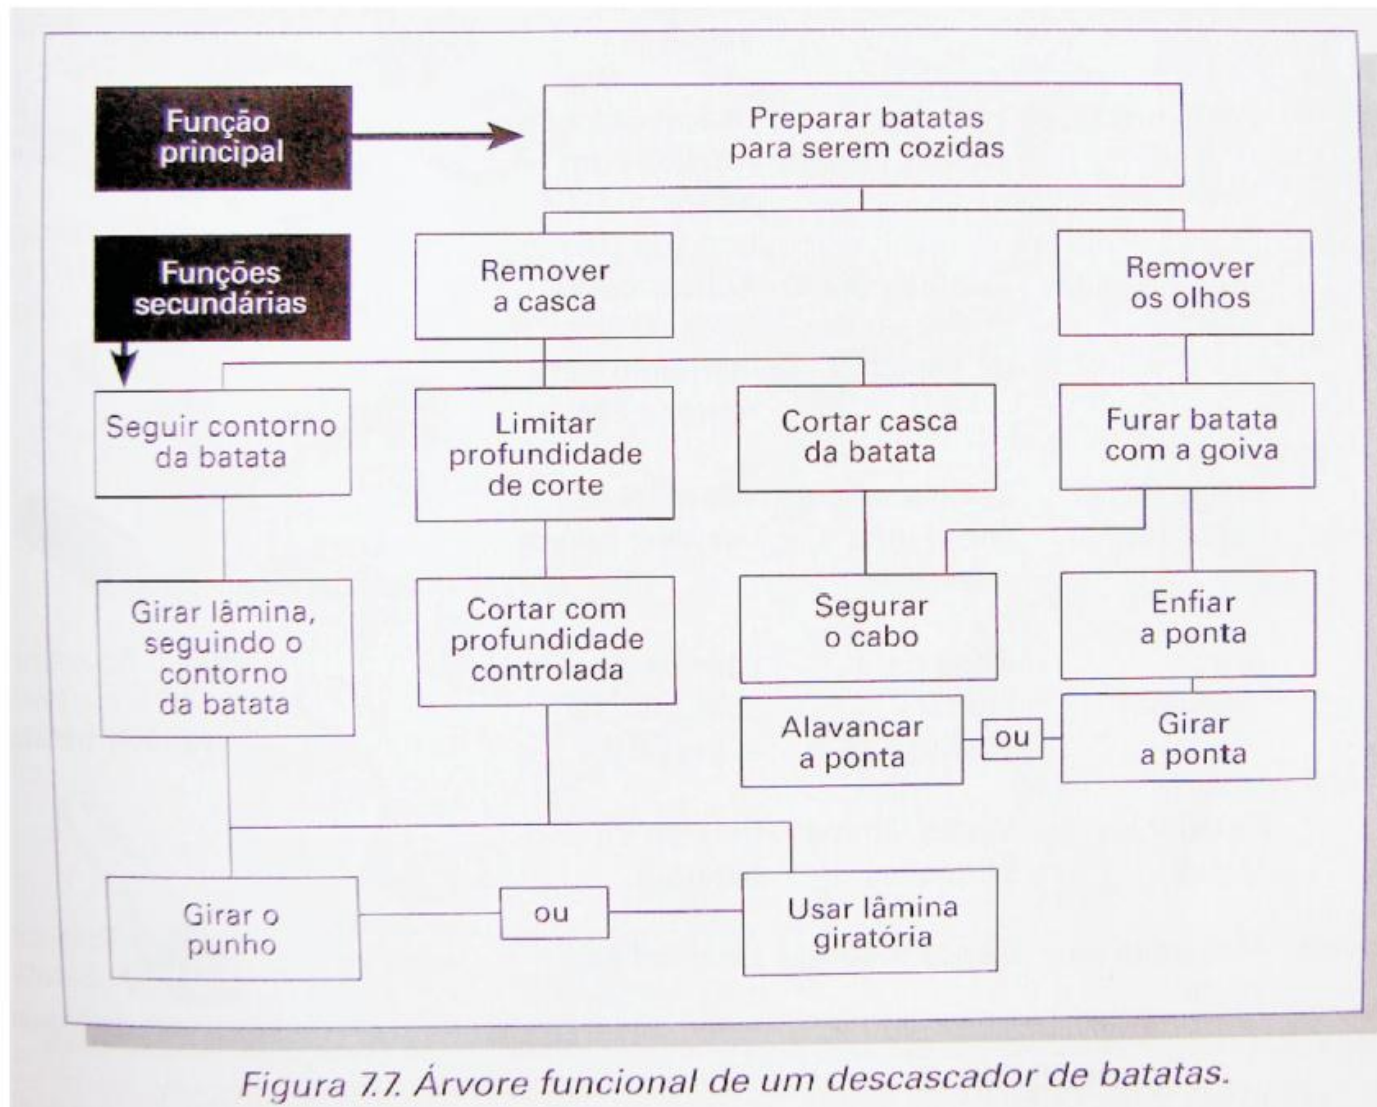 Função
principal
Preparar batatas
para serem cozidas
Funções
secundárias
Remover
a casca
Remover
os olhos
Seguir contorno
da batata
Limitar
profundidade
de corte
Cortar casca
da batata
Furar batata
com a goiva
Girar lâmina,
seguindo o
contorno
da batata
Cortar com
profundidade
controlada
Segurar
o cabo
Enfiar
a ponta
Alavancar
a ponta
ou
Girar
a ponta
Girar o
punho
ou
Usar lâmina
giratória
Figura 7.7. Árvore funcional de um descascador de batatas.